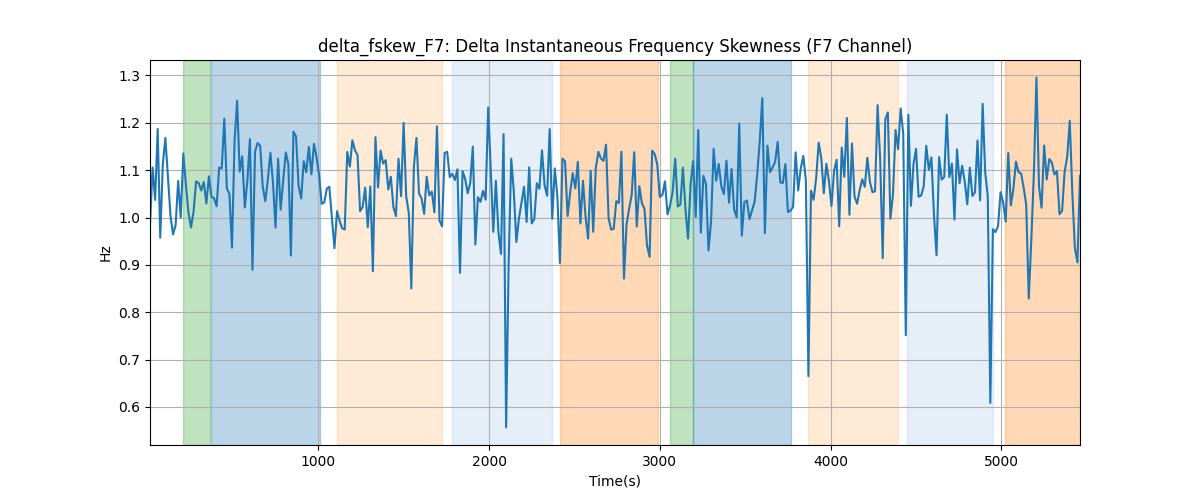 delta_fskew_F7: Delta Instantaneous Frequency Skewness (F7 Channel)
1.3
1.2
1.1
1.0
0.9
0.8
0.7
0.6
Hz
1000 2000 3000 4000 5000
Time(s)